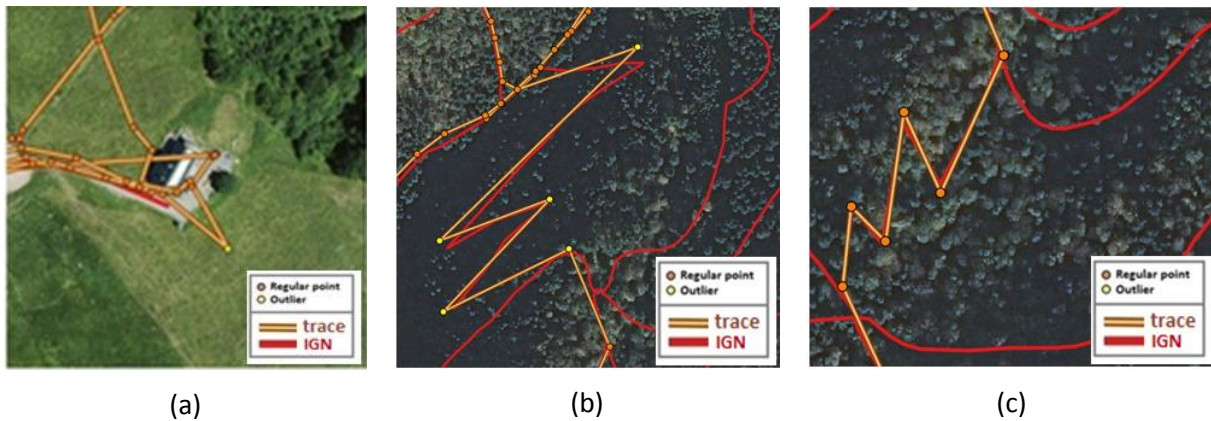 Regular point
Outlier
trace
IGN
Regular point
Outlier
trace
IGN
Regular point
Outlier
trace
IGN
(a)
(b)
(c)